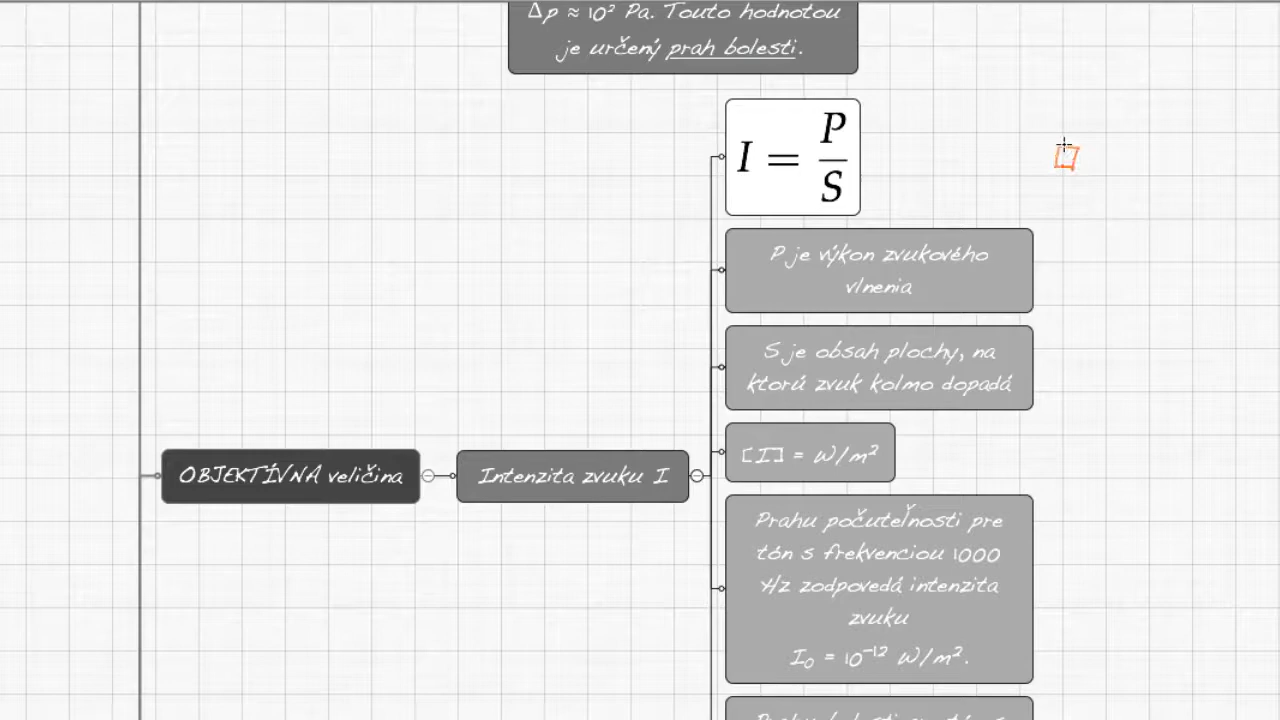 Δp ≈ 10² Pa. Touto hodnotou
je určený prah bolesti.
I = P/S
P je výkon zvukového
vlnenia
S je obsah plochy, na
ktorú zvuk kolmo dopadá
[I] = W/m²
OBJEKTÍVNA veličina
Intenzita zvuku I
Prahu počuteľnosti pre
tón s frekvenciou 1000
Hz zodpovedá intenzita
zvuku
I₀ = 10⁻¹² W/m².